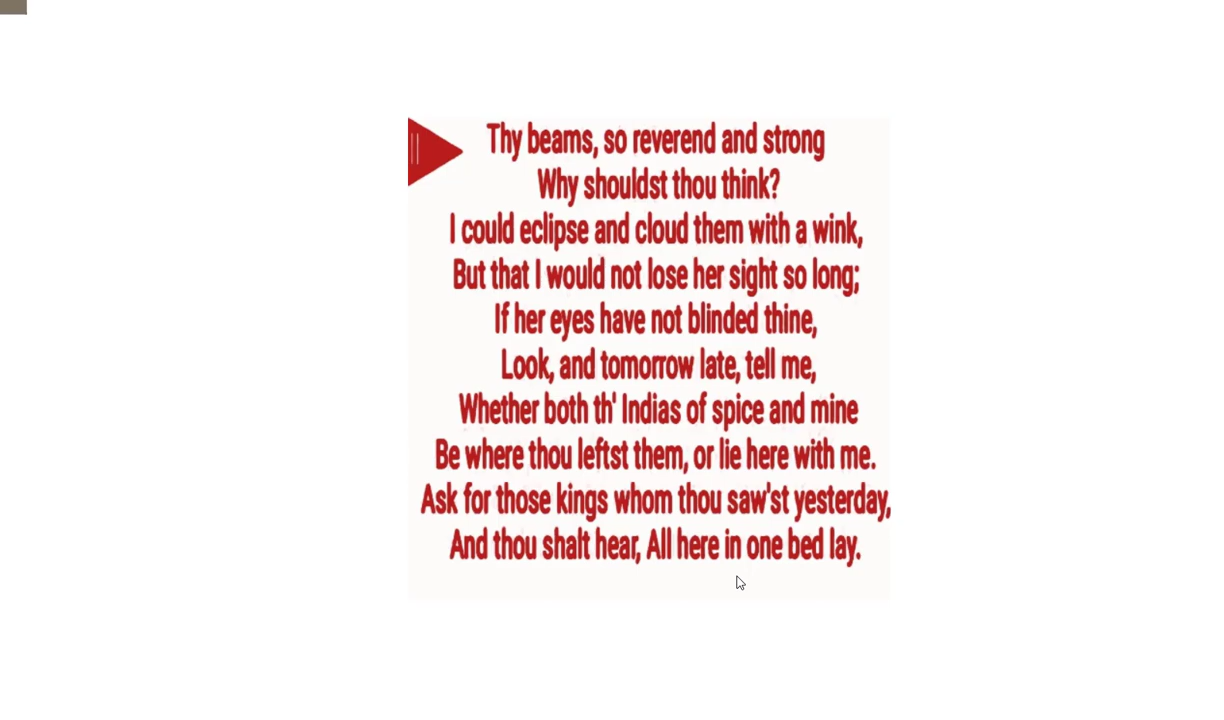 Thy beams, so reverend and strong
Why shouldst thou think?
I could eclipse and cloud them with a wink,
But that I would not lose her sight so long;
If her eyes have not blinded thine,
Look, and tomorrow late, tell me,
Whether both th' Indias of spice and mine
Be where thou leftst them, or lie here with me.
Ask for those kings whom thou saw'st yesterday,
And thou shalt hear, All here in one bed lay.